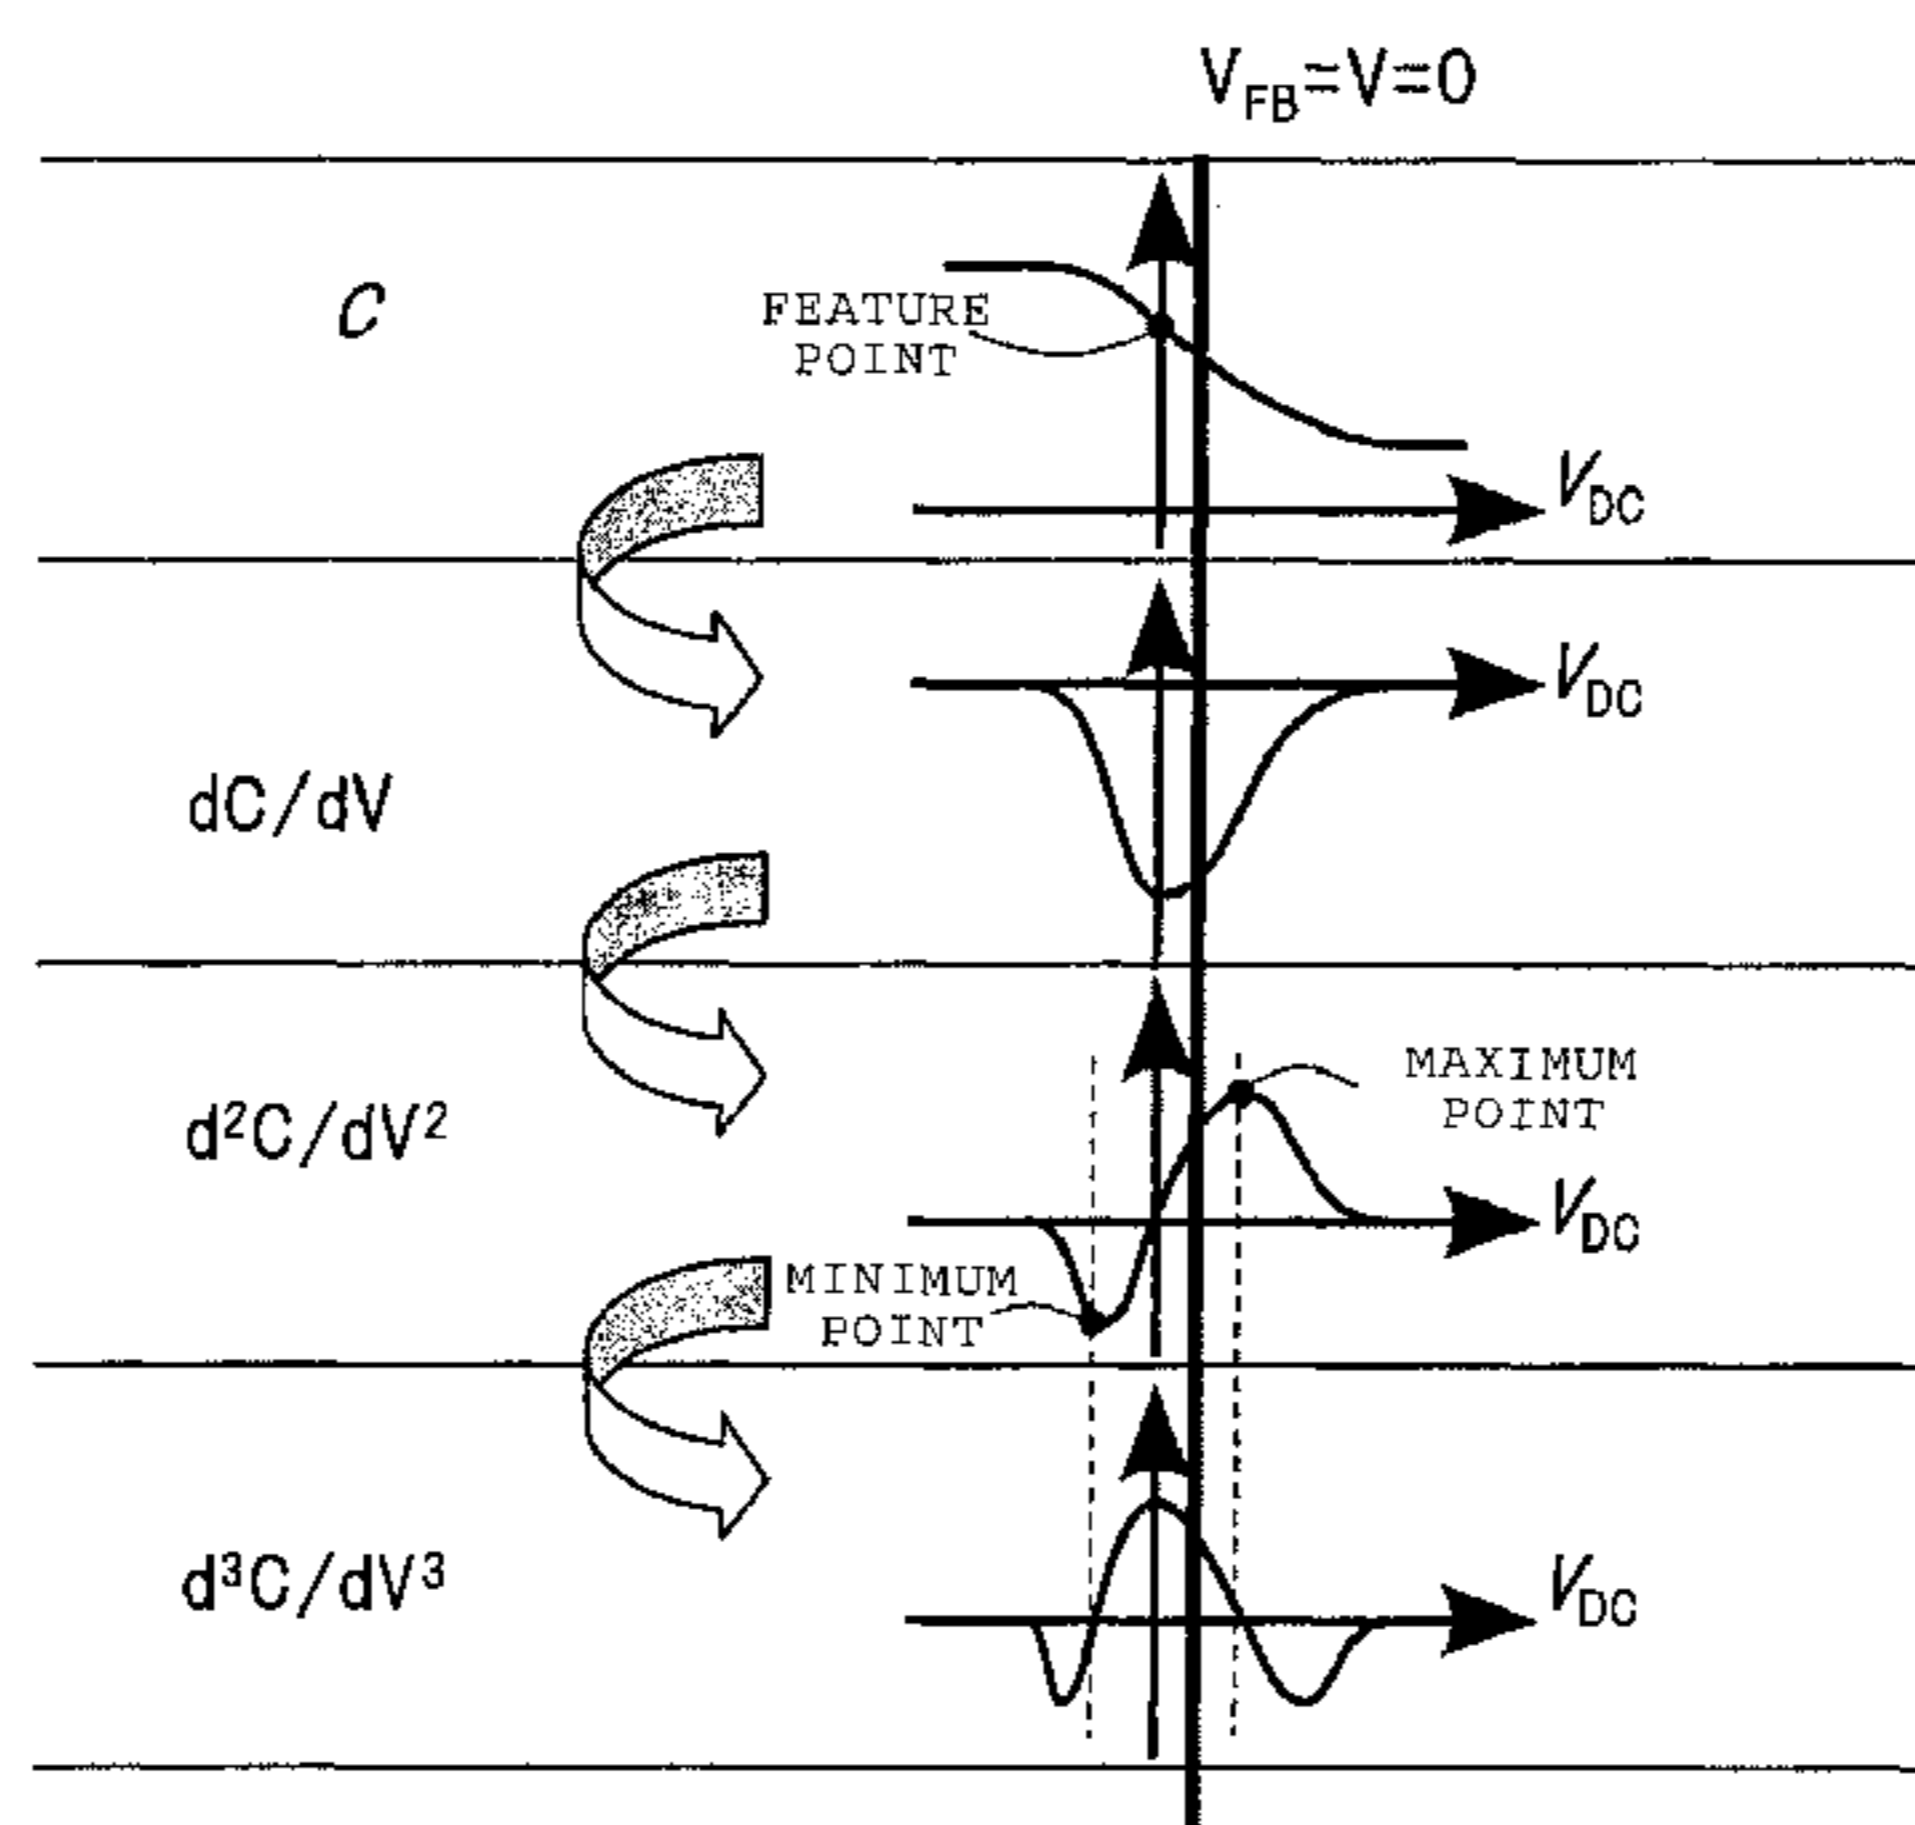 V_FB=V=0
C
FEATURE
POINT
V_DC
V_DC
dC/dV
MAXIMUM
POINT
d²C/dV²
V_DC
MINIMUM
POINT
d³C/dV³
V_DC